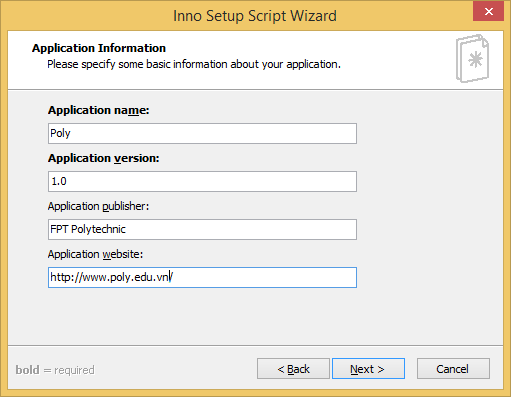 Inno Setup Script Wizard
Application Information
Please specify some basic information about your application.
Application name:
Poly
Application version:
1.0
Application publisher:
FPT Polytechnic
Application website:
http://www.poly.edu.vn/
bold = required
< Back
Next >
Cancel